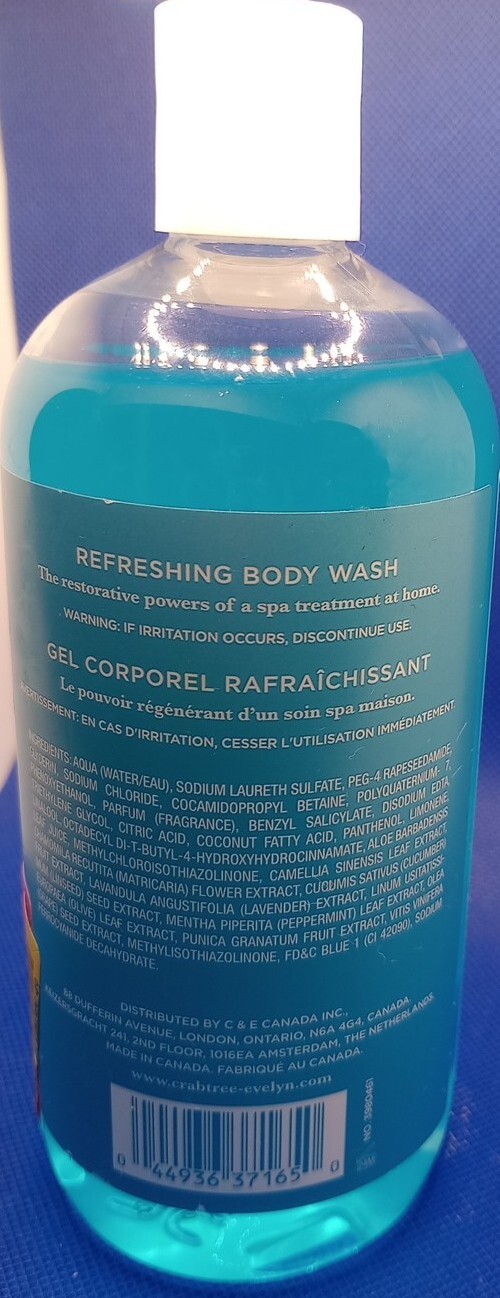 REFRESHING BODY WASH
The restorative powers of a spa treatment at home.
WARNING: IF IRRITATION OCCURS, DISCONTINUE USE.
GEL CORPOREL RAFRAÎCHISSANT
Le pouvoir régénérant d'un soin spa maison.
AVERTISSEMENT: EN CAS D'IRRITATION, CESSER L'UTILISATION IMMÉDIATEMENT.
INGREDIENTS: AQUA (WATER/EAU), SODIUM LAURETH SULFATE, PEG-4 RAPESEEDAMIDE,
GLYCERIN, SODIUM CHLORIDE, COCAMIDOPROPYL BETAINE, POLYQUATERNIUM- 7,
PHENOXYETHANOL, PARFUM (FRAGRANCE), BENZYL SALICYLATE, DISODIUM EDTA,
GLYCOL, CITRIC ACID, COCONUT FATTY ACID, PANTHENOL, LIMONENE,
LINALOOL, OCTADECYL DI-T-BUTYL-4-HYDROXYHYDROCINNAMATE, ALOE BARBADENSIS
LEAF JUICE, METHYLCHLOROISOTHIAZOLINONE, CAMELLIA SINENSIS LEAF EXTRACT,
CHAMOMILA RECUTITA (MATRICARIA) FLOWER EXTRACT, CUCUMIS SATIVUS (CUCUMBER)
FRUIT EXTRACT, LAVANDULA ANGUSTIFOLIA (LAVENDER) EXTRACT, LINUM USITATISSI-
MUM (LINSEED) SEED EXTRACT, MENTHA PIPERITA (PEPPERMINT) LEAF EXTRACT, OLEA
EUROPAEA (OLIVE) LEAF EXTRACT, PUNICA GRANATUM FRUIT EXTRACT, VITIS VINIFERA
(GRAPE) SEED EXTRACT, METHYLISOTHIAZOLINONE, FD&C BLUE 1 (CI 42090), SODIUM
FERROCYANIDE DECAHYDRATE.
DISTRIBUTED BY C & E CANADA INC.,
88 DUFFERIN AVENUE, LONDON, ONTARIO, N6A 4G4, CANADA.
KEIZERSGRACHT 241, 2ND FLOOR, 1016EA AMSTERDAM, THE NETHERLANDS
MADE IN CANADA. FABRIQUÉ AU CANADA.
www.crabtree-evelyn.com
NO. 3980461
0 44936 37165 0